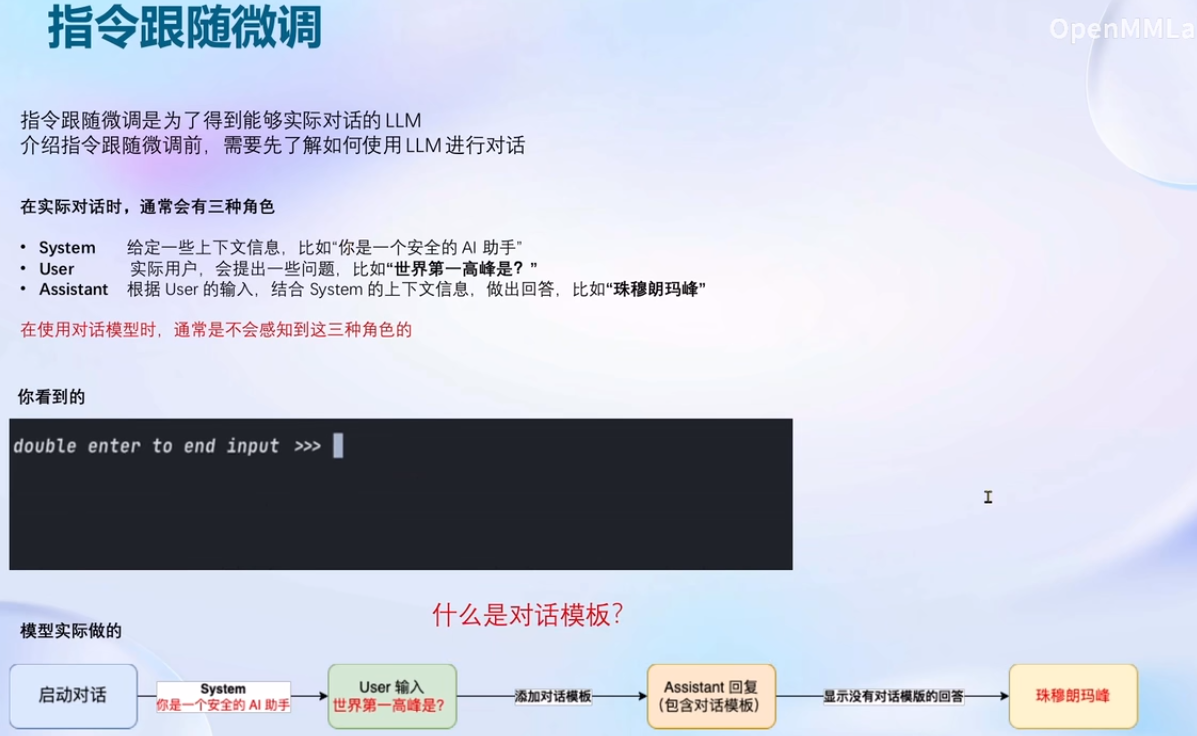 指令跟随微调
OpenMMLa
指令跟随微调是为了得到能够实际对话的LLM
介绍指令跟随微调前，需要先了解如何使用LLM进行对话
在实际对话时，通常会有三种角色
• System 给定一些上下文信息，比如“你是一个安全的 AI 助手”
• User 实际用户，会提出一些问题，比如“世界第一高峰是？”
• Assistant 根据 User 的输入，结合 System 的上下文信息，做出回答，比如“珠穆朗玛峰”
在使用对话模型时，通常是不会感知到这三种角色的
你看到的
double enter to end input >>>
什么是对话模板？
模型实际做的
启动对话
System
你是一个安全的 AI 助手
User 输入
世界第一高峰是？
添加对话模板
Assistant 回复
（包含对话模板）
显示没有对话模版的回答
珠穆朗玛峰